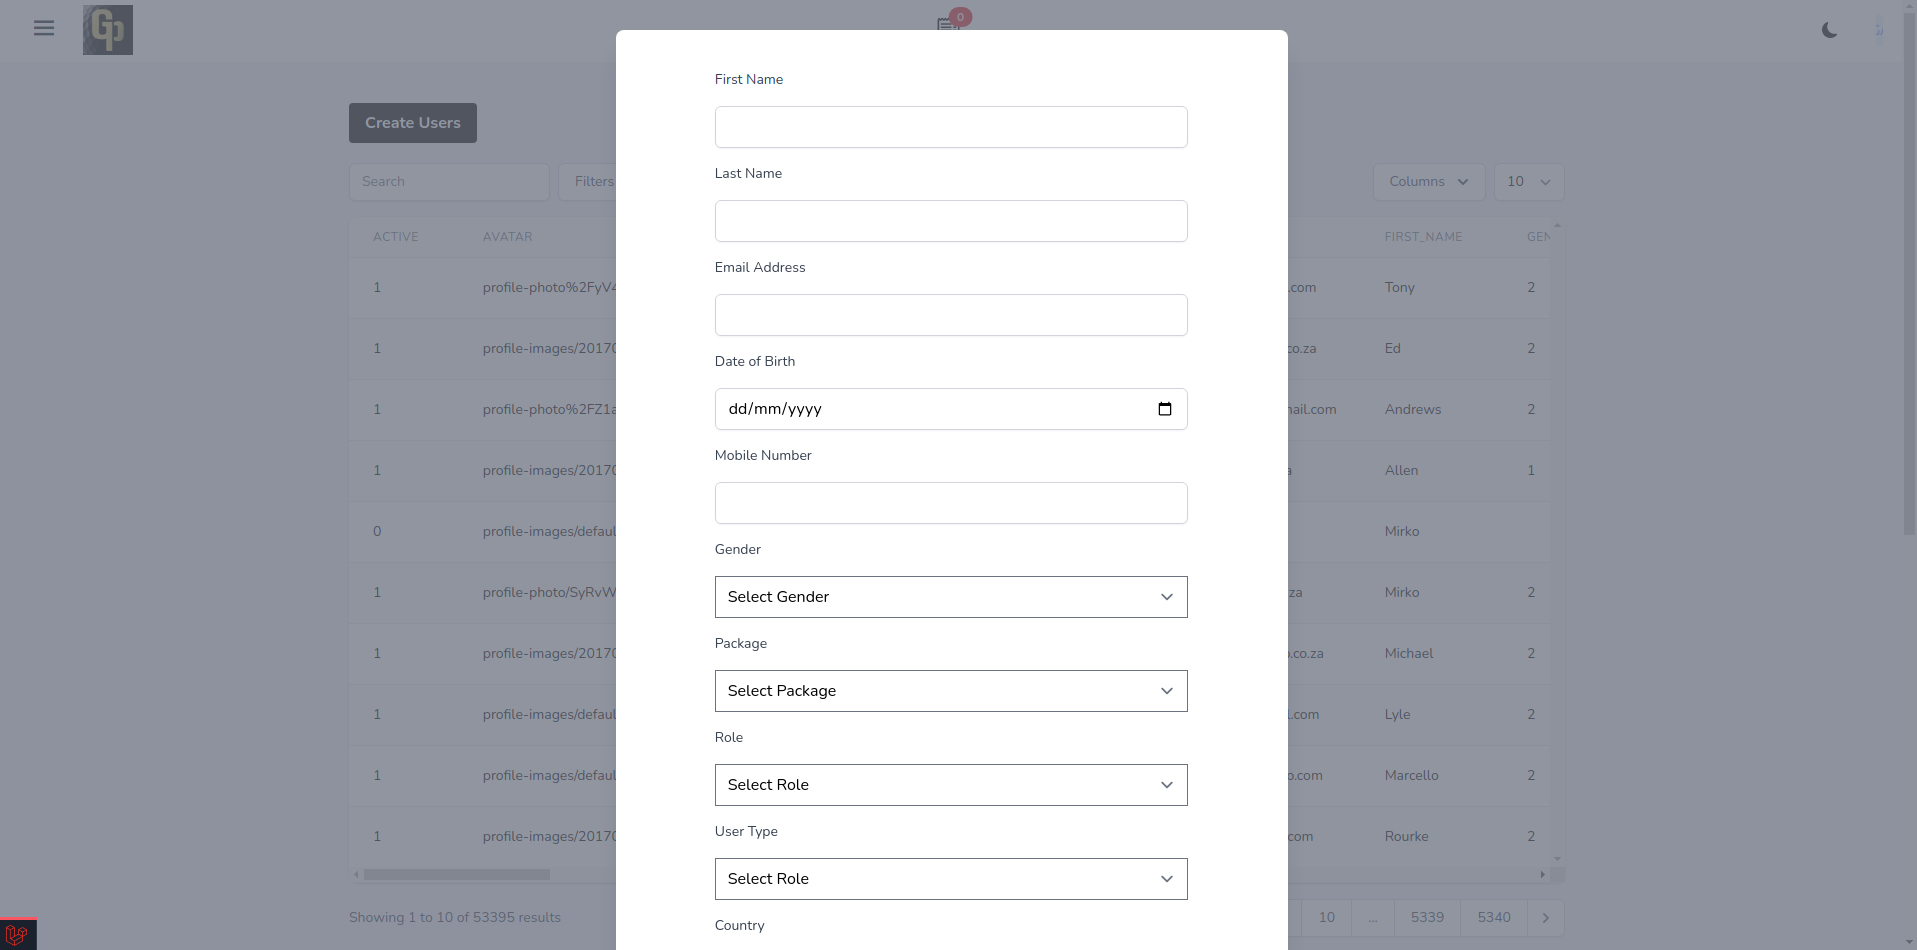 Gp
0
Create Users
Search
Filters
Columns
10
ACTIVE AVATAR FIRST_NAME GEN
1 profile-photo%2FyV4 .com Tony 2
1 profile-images/20170 co.za Ed 2
1 profile-photo%2FZ1a mail.com Andrews 2
1 profile-images/20170 Allen 1
0 profile-images/defaul Mirko
1 profile-photo/SyRvW za Mirko 2
1 profile-images/20170 .co.za Michael 2
1 profile-images/defaul .com Lyle 2
1 profile-images/defaul o.com Marcello 2
1 profile-images/20170 com Rourke 2
Showing 1 to 10 of 53395 results
10 ... 5339 5340
First Name
Last Name
Email Address
Date of Birth
dd/mm/yyyy
Mobile Number
Gender
Select Gender
Package
Select Package
Role
Select Role
User Type
Select Role
Country